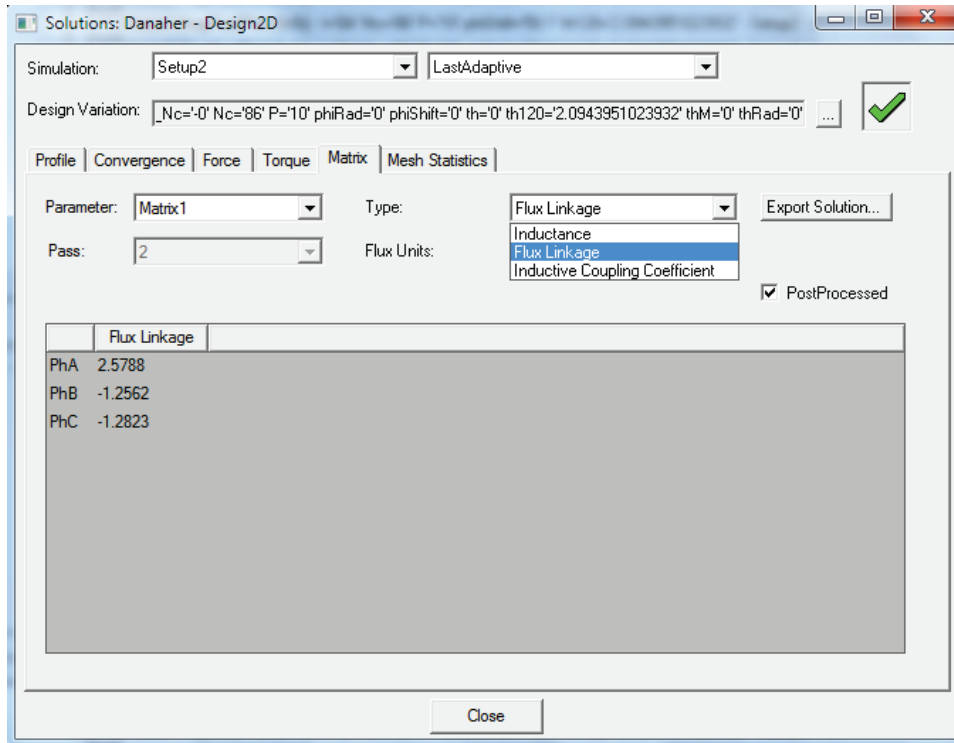 Solutions: Danaher - Design2D
Simulation: Setup2 LastAdaptive
Design Variation: _Nc='-0' Nc='86' P='10' phiRad='0' phiShift='0' th='0' th120='2.0943951023932' thM='0' thRad='0' ...
Profile Convergence Force Torque Matrix Mesh Statistics
Parameter: Matrix1 Type: Flux Linkage Export Solution...
Inductance
Pass: 2 Flux Units: Flux Linkage
Inductive Coupling Coefficient
PostProcessed
Flux Linkage
PhA 2.5788
PhB -1.2562
PhC -1.2823
Close